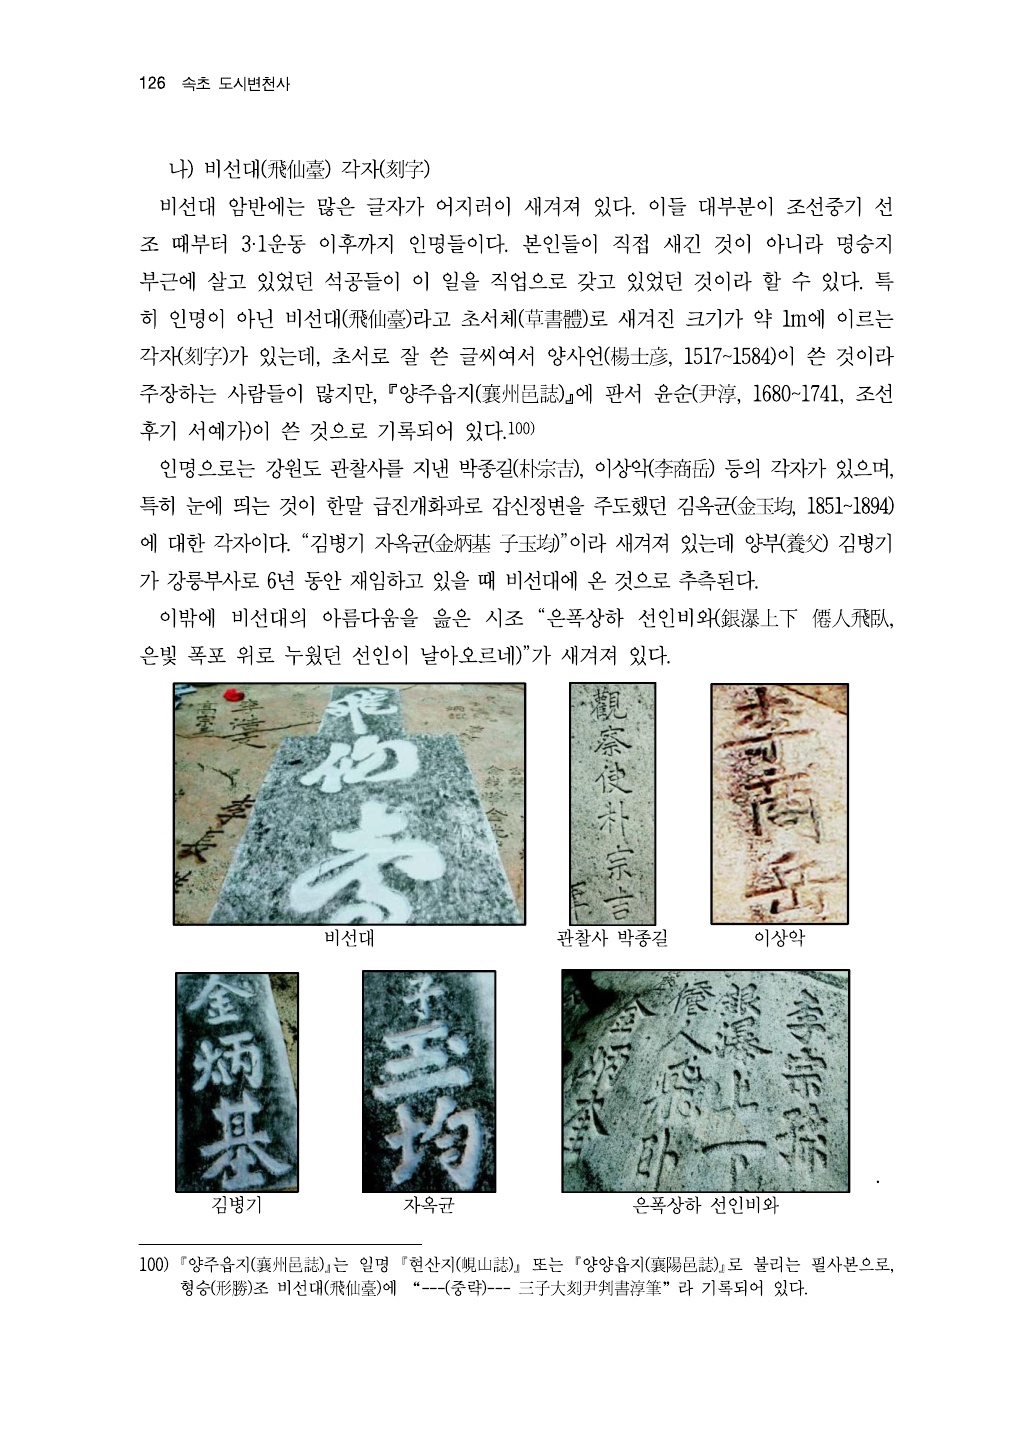 126 속초 도시변천사
나) 비선대(飛仙臺) 각자(刻字)
비선대 암반에는 많은 글자가 어지러이 새겨져 있다. 이들 대부분이 조선중기 선
조 때부터 3·1운동 이후까지 인명들이다. 본인들이 직접 새긴 것이 아니라 명승지
부근에 살고 있었던 석공들이 이 일을 직업으로 갖고 있었던 것이라 할 수 있다. 특
히 인명이 아닌 비선대(飛仙臺)라고 초서체(草書體)로 새겨진 크기가 약 1m에 이르는
각자(刻字)가 있는데, 초서로 잘 쓴 글씨여서 양사언(楊士彦, 1517~1584)이 쓴 것이라
주장하는 사람들이 많지만, 『양주읍지(襄州邑誌)』에 판서 윤순(尹淳, 1680~1741, 조선
후기 서예가)이 쓴 것으로 기록되어 있다.100)
인명으로는 강원도 관찰사를 지낸 박종길(朴宗吉), 이상악(李商岳) 등의 각자가 있으며,
특히 눈에 띄는 것이 한말 급진개화파로 갑신정변을 주도했던 김옥균(金玉均, 1851~1894)
에 대한 각자이다. “김병기 자옥균(金炳基 子玉均)”이라 새겨져 있는데 양부(養父) 김병기
가 강릉부사로 6년 동안 재임하고 있을 때 비선대에 온 것으로 추측된다.
이밖에 비선대의 아름다움을 읊은 시조 “은폭상하 선인비와(銀瀑上下 僊人飛臥,
은빛 폭포 위로 누웠던 선인이 날아오르네)”가 새겨져 있다.
飛
仙
臺
觀
察
使
朴
宗
吉
李
商
岳
비선대
관찰사 박종길
이상악
金
炳
基
子
玉
均
李宗
銀瀑上下
僊人飛臥
김병기
자옥균
은폭상하 선인비와
100) 『양주읍지(襄州邑誌)』는 일명 『현산지(峴山誌)』 또는 『양양읍지(襄陽邑誌)』로 불리는 필사본으로,
형승(形勝)조 비선대(飛仙臺)에 “---(중략)--- 三子大刻尹判書淳筆” 라 기록되어 있다.